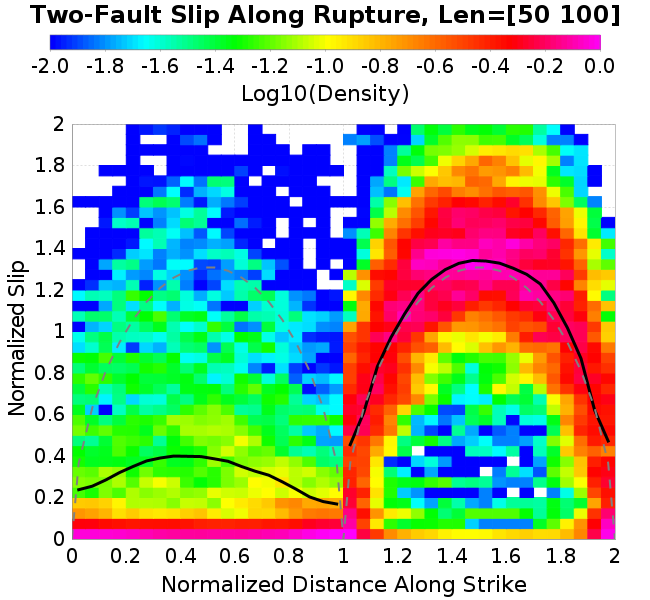 Two-Fault Slip Along Rupture, Len=[50 100]
-2.0 -1.8 -1.6 -1.4 -1.2 -1.0 -0.8 -0.6 -0.4 -0.2 0.0
Log10(Density)
2
1.8
1.6
1.4
1.2
1
0.8
0.6
0.4
0.2
0
Normalized Slip
0 0.2 0.4 0.6 0.8 1 1.2 1.4 1.6 1.8 2
Normalized Distance Along Strike